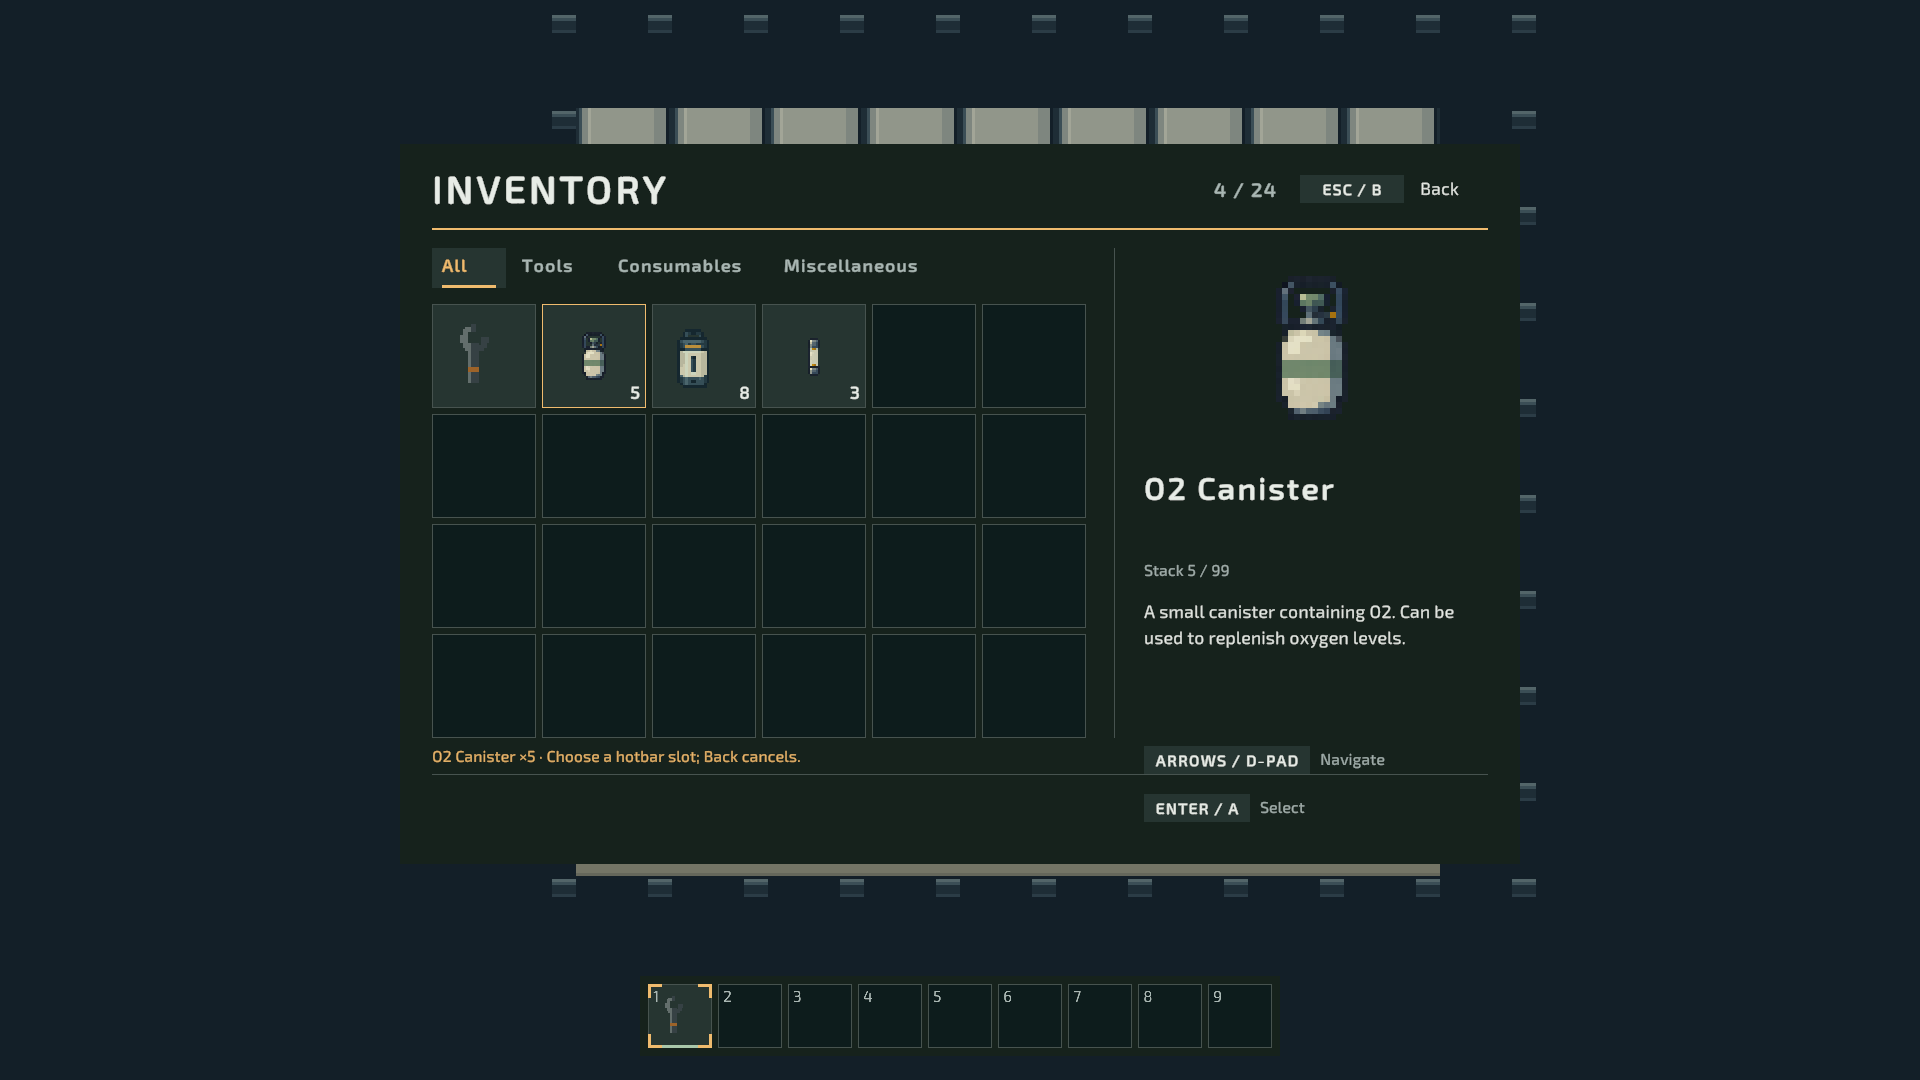 INVENTORY
4 / 24
ESC / B
Back
All
Tools
Consumables
Miscellaneous
5
8
3
O2 Canister
Stack 5 / 99
A small canister containing O2. Can be
used to replenish oxygen levels.
O2 Canister ×5 · Choose a hotbar slot; Back cancels.
ARROWS / D-PAD
Navigate
ENTER / A
Select
1
2
3
4
5
6
7
8
9